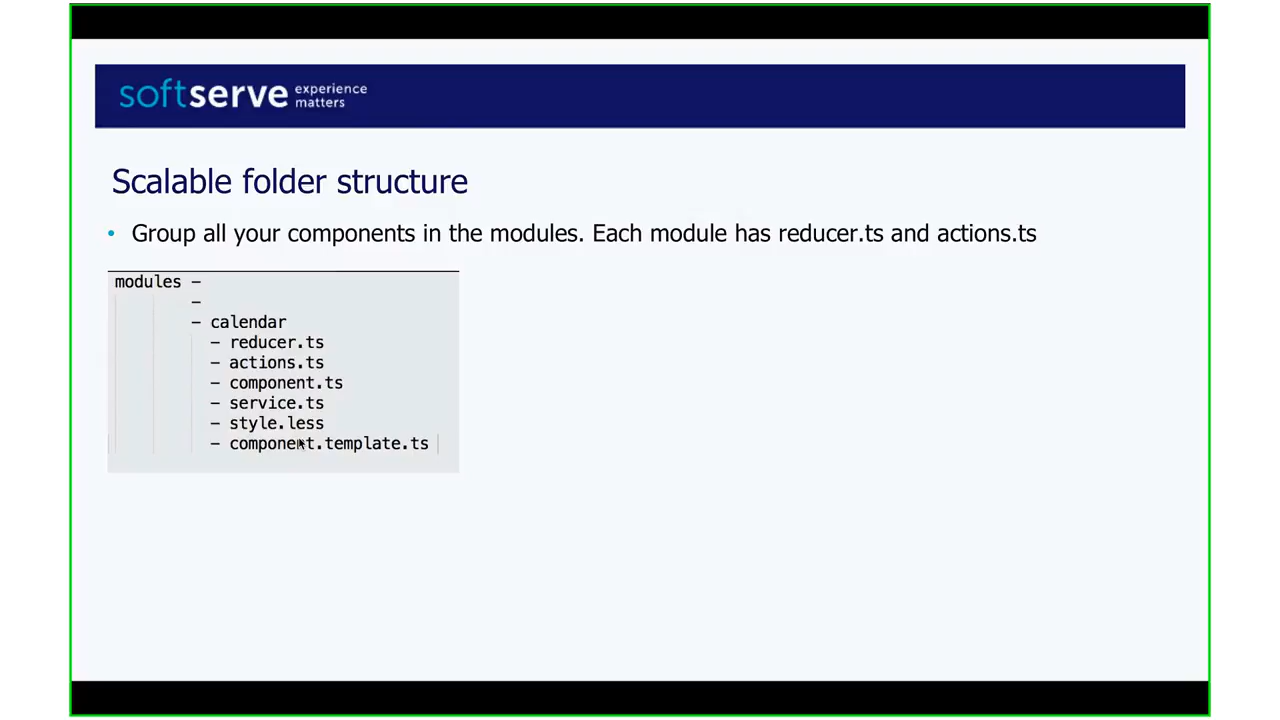 softserve experience matters
Scalable folder structure
• Group all your components in the modules. Each module has reducer.ts and actions.ts
modules –
–
– calendar
– reducer.ts
– actions.ts
– component.ts
– service.ts
– style.less
– component.template.ts